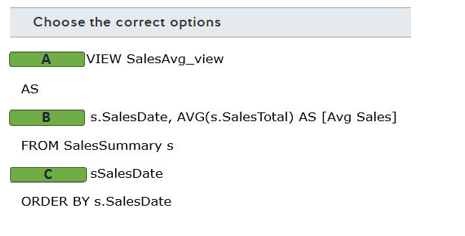 Choose the correct options
A VIEW SalesAvg_view
AS
B s.SalesDate, AVG(s.SalesTotal) AS [Avg Sales]
FROM SalesSummary s
C sSalesDate
ORDER BY s.SalesDate